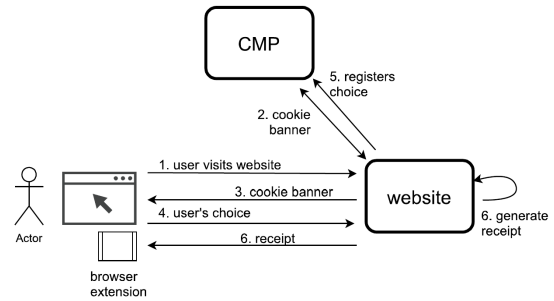 CMP
5. registers
choice
2. cookie
banner
1. user visits website
website
3. cookie banner
4. user's choice
6. generate
receipt
6. receipt
Actor
browser
extension